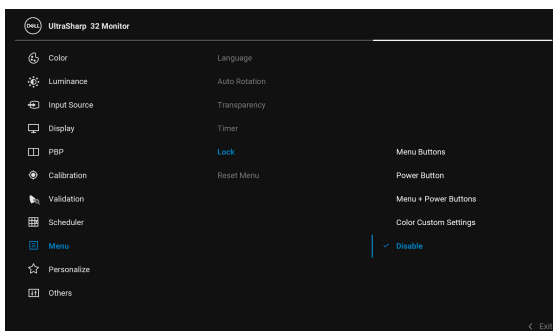 DELL UltraSharp 32 Monitor
Color
Language
Luminance
Auto Rotation
Input Source
Transparency
Display
Timer
PBP
Lock
Menu Buttons
Calibration
Reset Menu
Power Button
Validation
Menu + Power Buttons
Scheduler
Color Custom Settings
Menu
Disable
Personalize
Others
Exit